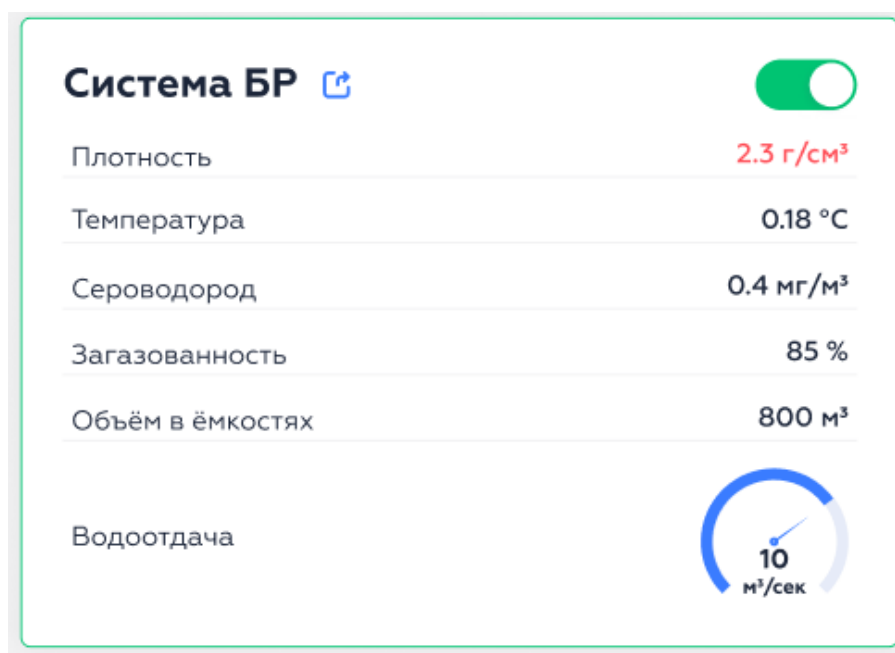 Система БР
Плотность 2.3 г/см³
Температура 0.18 °C
Сероводород 0.4 мг/м³
Загазованность 85 %
Объём в ёмкостях 800 м³
Водоотдача 10
м³/сек